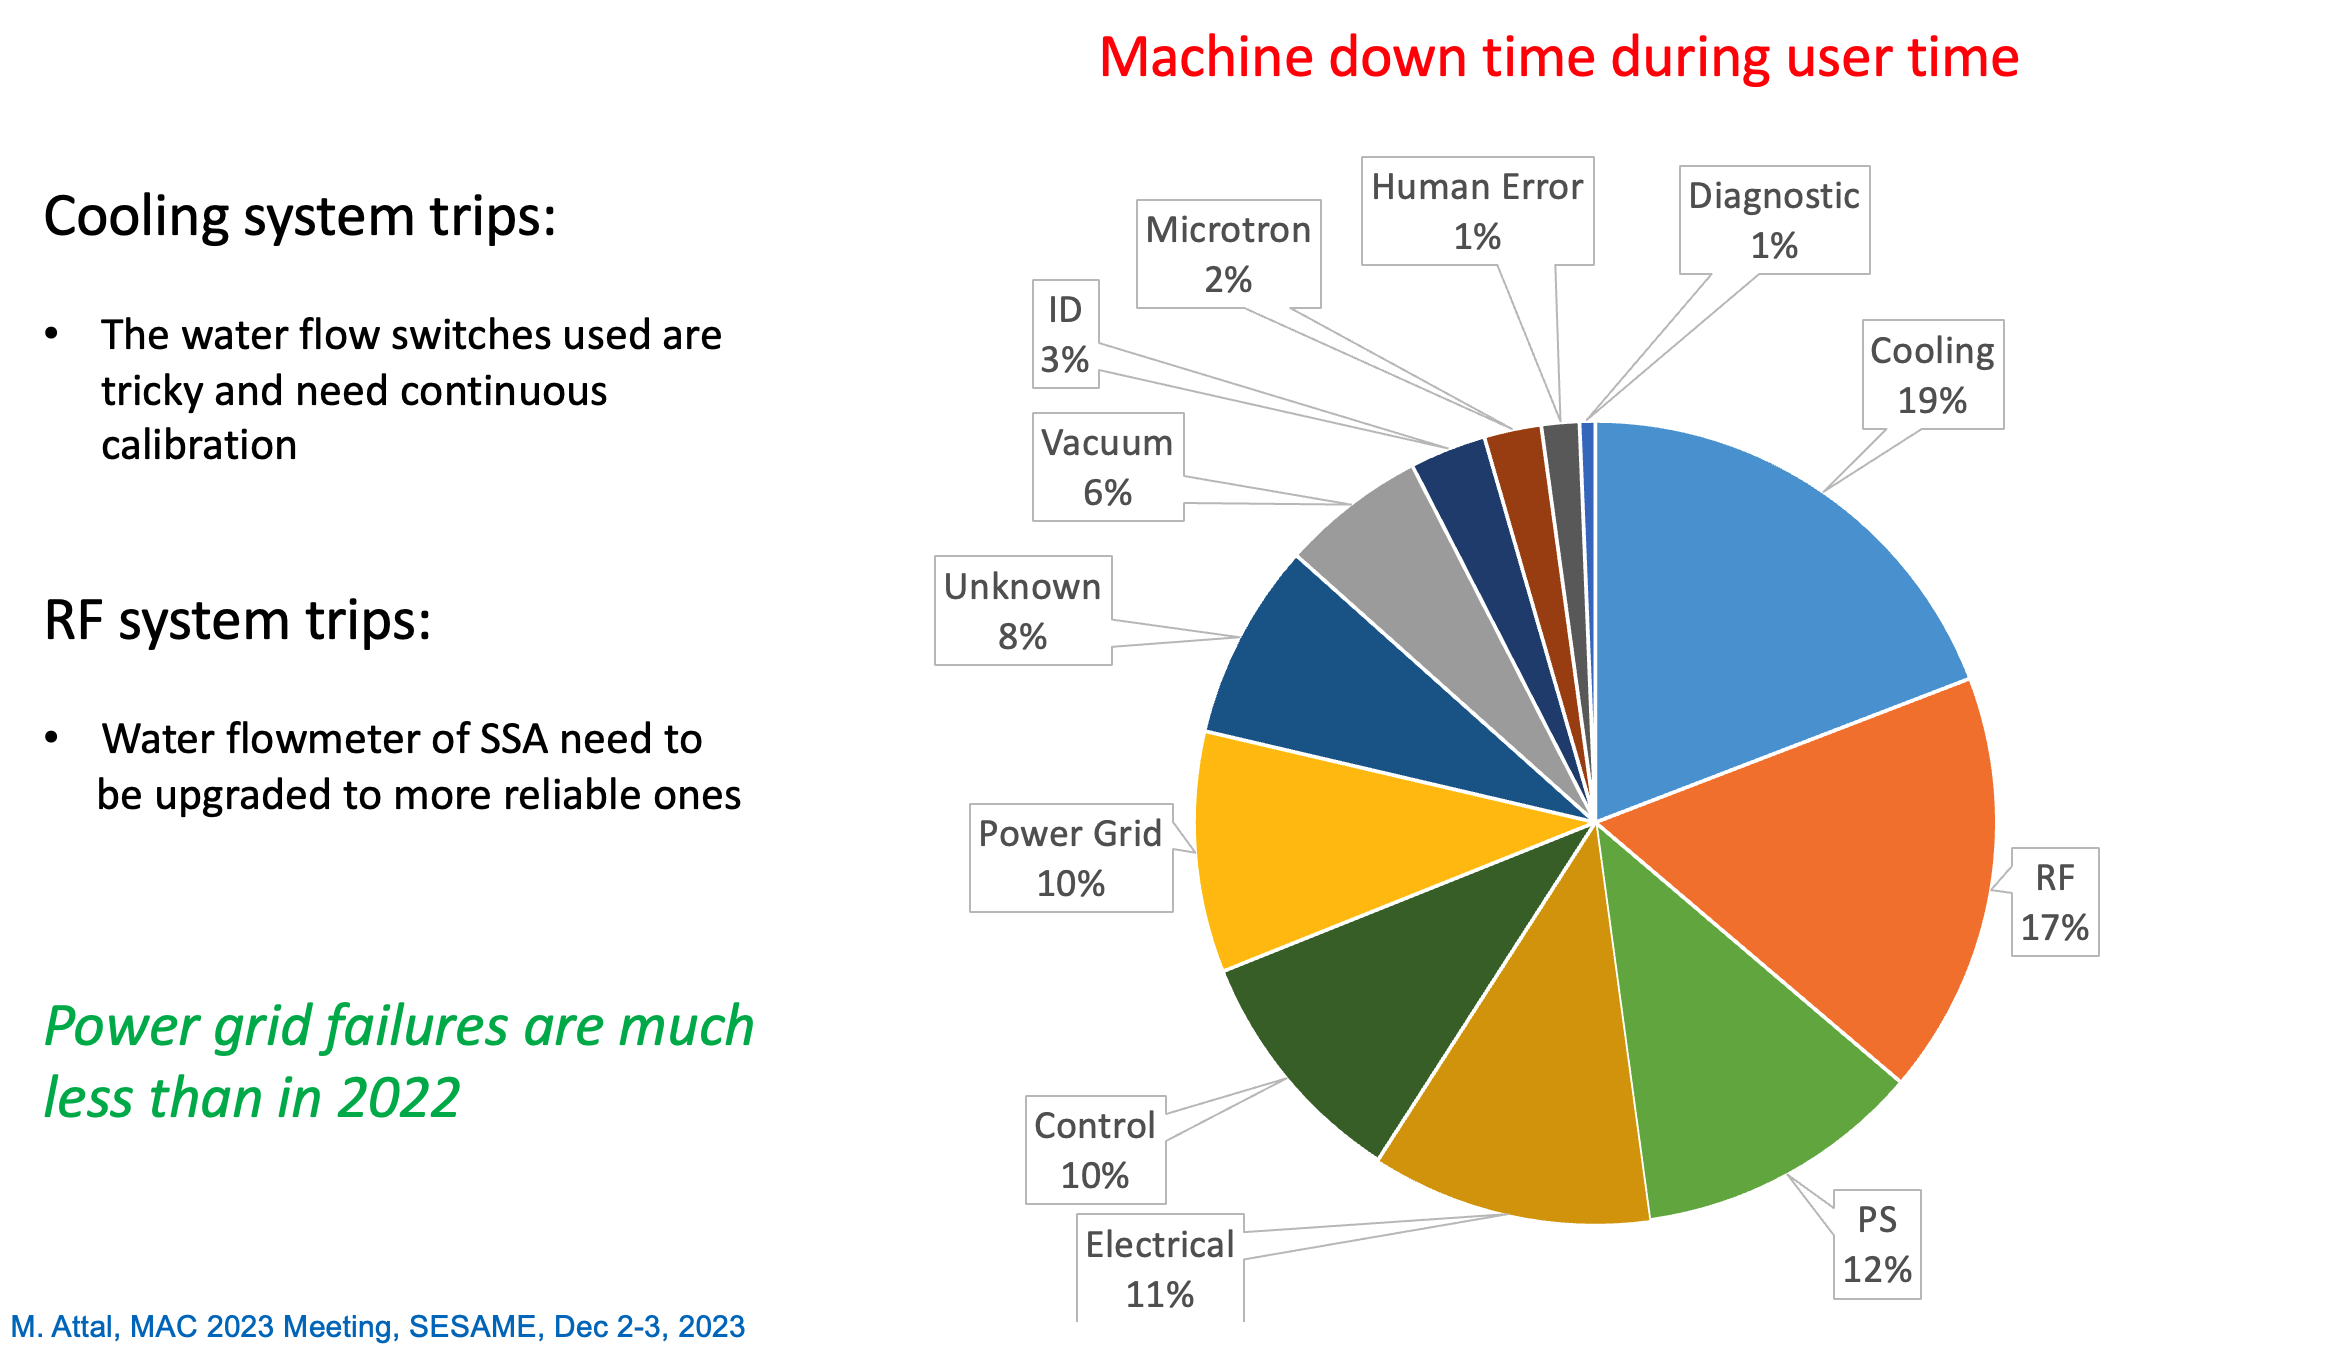 Machine down time during user time
Cooling system trips:
• The water flow switches used are
tricky and need continuous
calibration
RF system trips:
• Water flowmeter of SSA need to
be upgraded to more reliable ones
Power grid failures are much
less than in 2022
M. Attal, MAC 2023 Meeting, SESAME, Dec 2-3, 2023
Human Error
1%
Diagnostic
1%
Microtron
2%
ID
3%
Cooling
19%
Vacuum
6%
Unknown
8%
Power Grid
10%
RF
17%
Control
10%
PS
12%
Electrical
11%